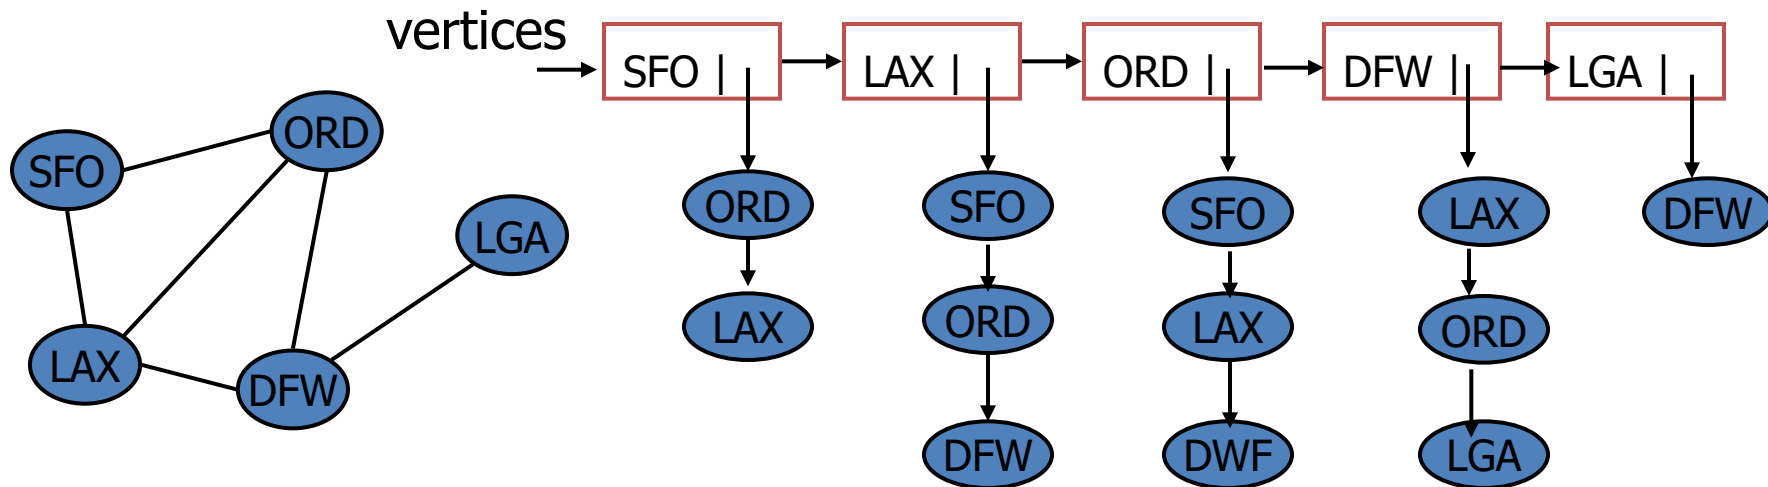 vertices
SFO | LAX | ORD | DFW | LGA |
ORD
SFO
LGA
LAX
DFW
ORD SFO SFO LAX DFW
LAX ORD LAX ORD
DFW DWF LGA